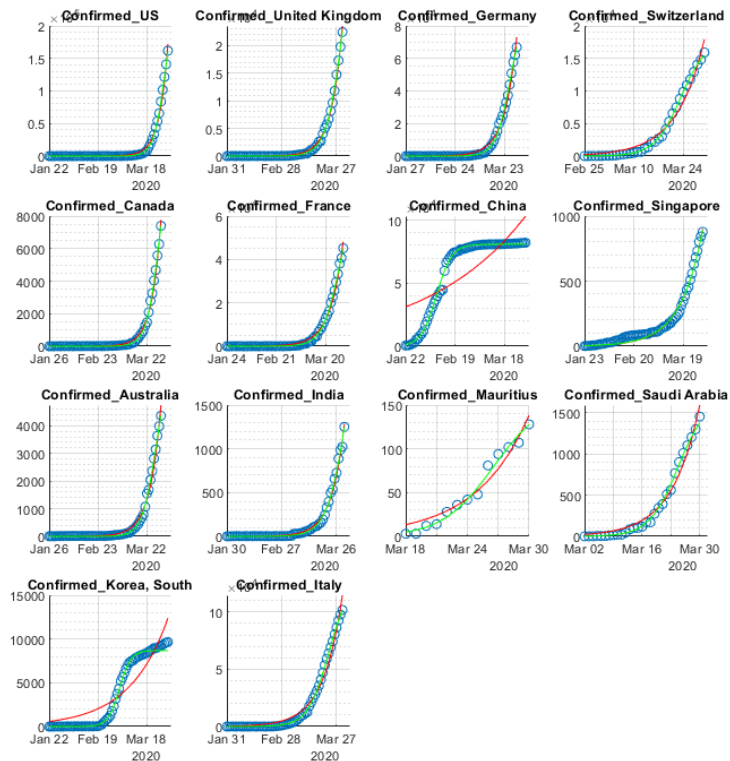 Confirmed_US
Confirmed_United Kingdom
Confirmed_Germany
Confirmed_Switzerland
2
1.5
1
0.5
0
Jan 22 Feb 19 Mar 18
2020
2
1.5
1
0.5
0
Jan 31 Feb 28 Mar 27
2020
8
6
4
2
0
Jan 27 Feb 24 Mar 23
2020
2
1.5
1
0.5
0
Feb 25 Mar 10 Mar 24
2020
Confirmed_Canada
Confirmed_France
Confirmed_China
Confirmed_Singapore
8000
6000
4000
2000
0
Jan 26 Feb 23 Mar 22
2020
6
4
2
0
Jan 24 Feb 21 Mar 20
2020
10
5
0
Jan 22 Feb 19 Mar 18
2020
1000
500
0
Jan 23 Feb 20 Mar 19
2020
Confirmed_Australia
Confirmed_India
Confirmed_Mauritius
Confirmed_Saudi Arabia
4000
3000
2000
1000
0
Jan 26 Feb 23 Mar 22
2020
1500
1000
500
0
Jan 30 Feb 27 Mar 26
2020
150
100
50
0
Mar 18 Mar 24 Mar 30
2020
1500
1000
500
0
Mar 02 Mar 16 Mar 30
2020
Confirmed_Korea, South
Confirmed_Italy
15000
10000
5000
0
Jan 22 Feb 19 Mar 18
2020
10
5
0
Jan 31 Feb 28 Mar 27
2020